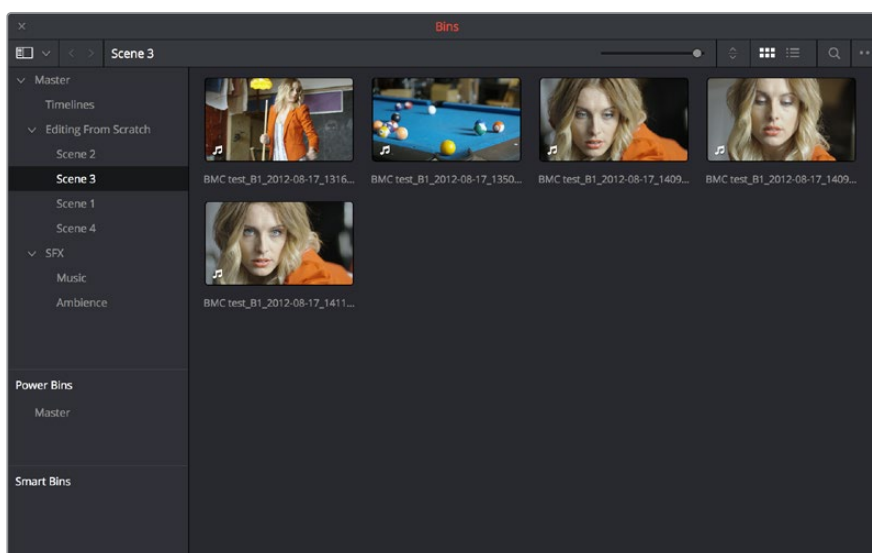 Bins
Scene 3
Master
Timelines
Editing From Scratch
Scene 2
Scene 3
Scene 1
Scene 4
SFX
Music
Ambience
Power Bins
Master
Smart Bins
BMC test_B1_2012-08-17_1316...
BMC test_B1_2012-08-17_1350...
BMC test_B1_2012-08-17_1409...
BMC test_B1_2012-08-17_1409...
BMC test_B1_2012-08-17_1411...